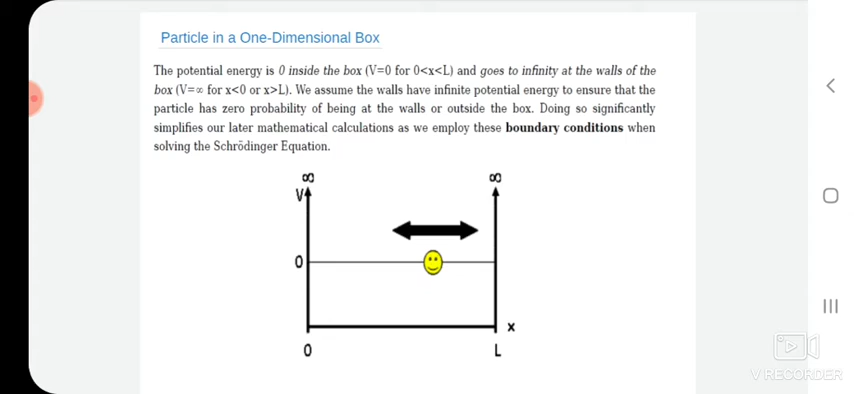 Particle in a One-Dimensional Box
The potential energy is 0 inside the box (V=0 for 0<x<L) and goes to infinity at the walls of the
box (V=∞ for x<0 or x>L). We assume the walls have infinite potential energy to ensure that the
particle has zero probability of being at the walls or outside the box. Doing so significantly
simplifies our later mathematical calculations as we employ these boundary conditions when
solving the Schrödinger Equation.
∞ ∞
V
0
x
0 L
V RECORDER